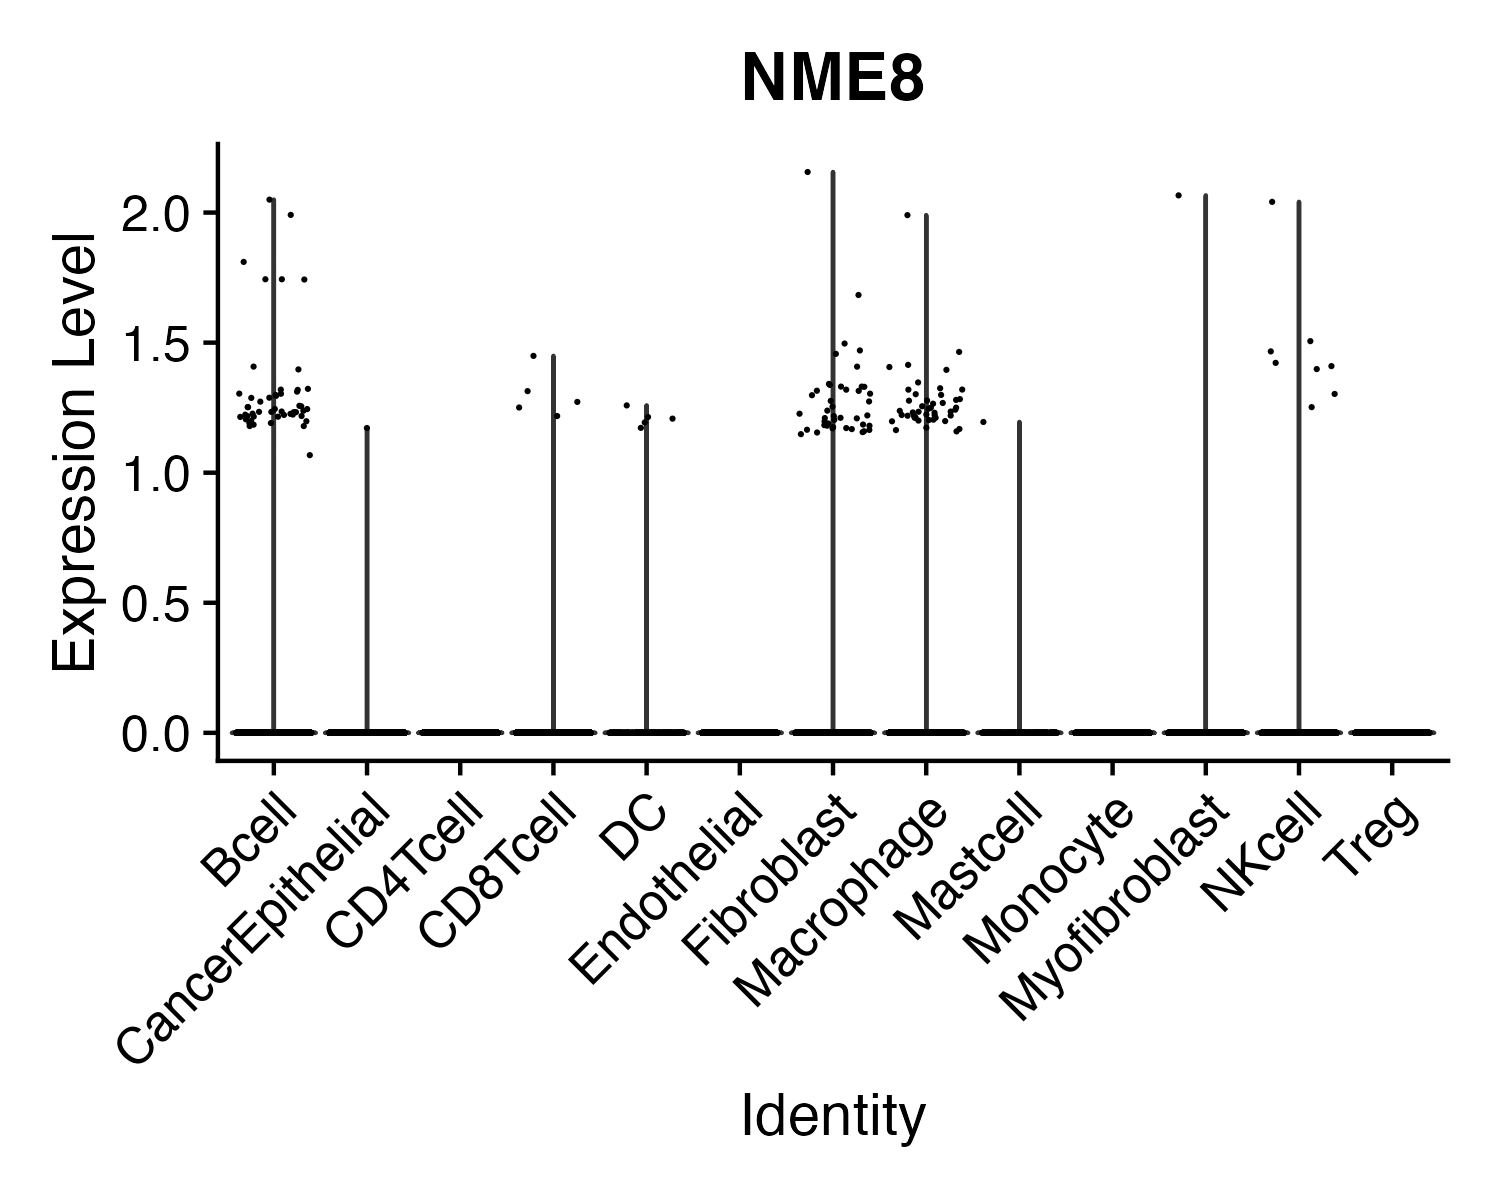 NME8
Expression Level
2.0
1.5
1.0
0.5
0.0
Bcell
CancerEpithelial
CD4Tcell
CD8Tcell
DC
Endothelial
Fibroblast
Macrophage
Mastcell
Monocyte
Myofibroblast
NKcell
Treg
Identity